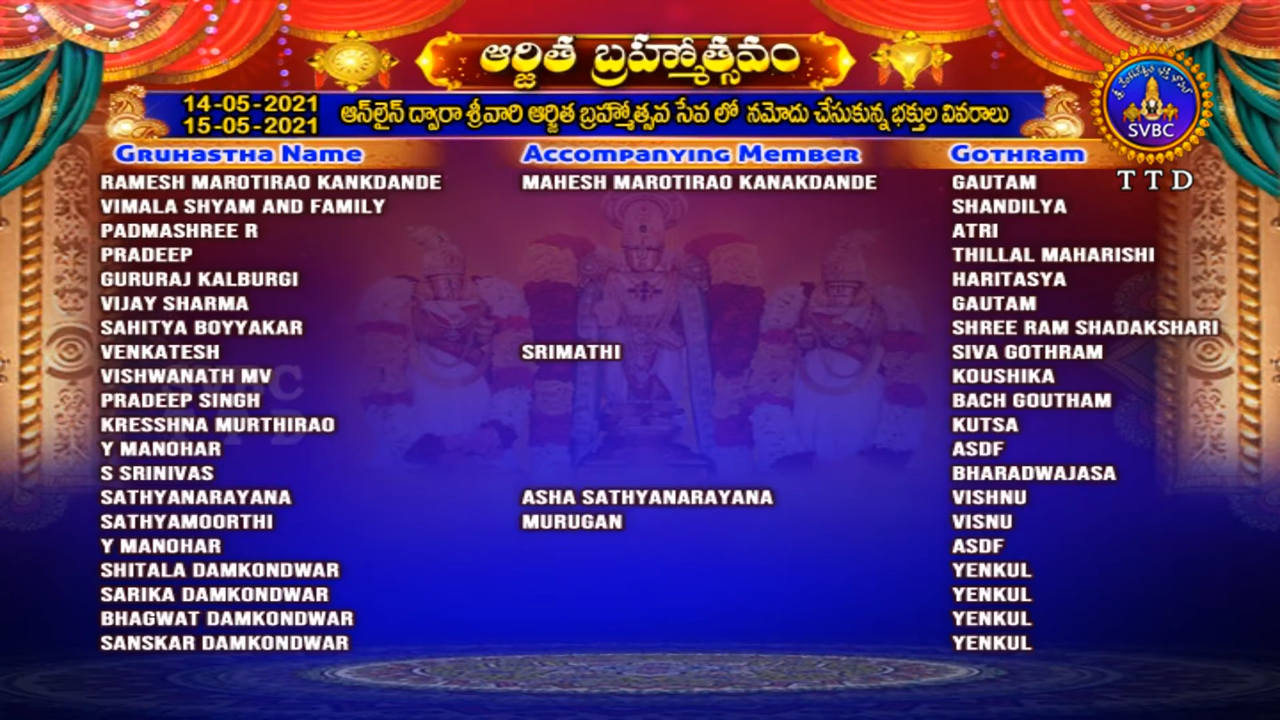 ఆర్జిత బ్రహ్మోత్సవం
14-05-2021
15-05-2021
ఆన్‌లైన్ ద్వారా శ్రీవారి ఆర్జిత బ్రహ్మోత్సవ సేవ లో నమోదు చేసుకున్న భక్తుల వివరాలు
SVBC
TTD
Gruhastha Name Accompanying Member Gothram
RAMESH MAROTIRAO KANKDANDE MAHESH MAROTIRAO KANAKDANDE GAUTAM
VIMALA SHYAM AND FAMILY SHANDILYA
PADMASHREE R ATRI
PRADEEP THILLAL MAHARISHI
GURURAJ KALBURGI HARITASYA
VIJAY SHARMA GAUTAM
SAHITYA BOYYAKAR SHREE RAM SHADAKSHARI
VENKATESH SRIMATHI SIVA GOTHRAM
VISHWANATH MV KOUSHIKA
PRADEEP SINGH BACH GOUTHAM
KRESSHNA MURTHIRAO KUTSA
Y MANOHAR ASDF
S SRINIVAS BHARADWAJASA
SATHYANARAYANA ASHA SATHYANARAYANA VISHNU
SATHYAMOORTHI MURUGAN VISNU
Y MANOHAR ASDF
SHITALA DAMKONDWAR YENKUL
SARIKA DAMKONDWAR YENKUL
BHAGWAT DAMKONDWAR YENKUL
SANSKAR DAMKONDWAR YENKUL